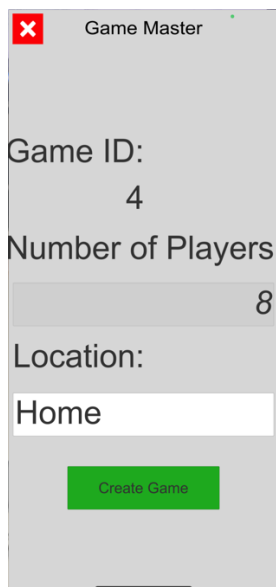 Game Master
Game ID:
4
Number of Players
8
Location:
Home
Create Game